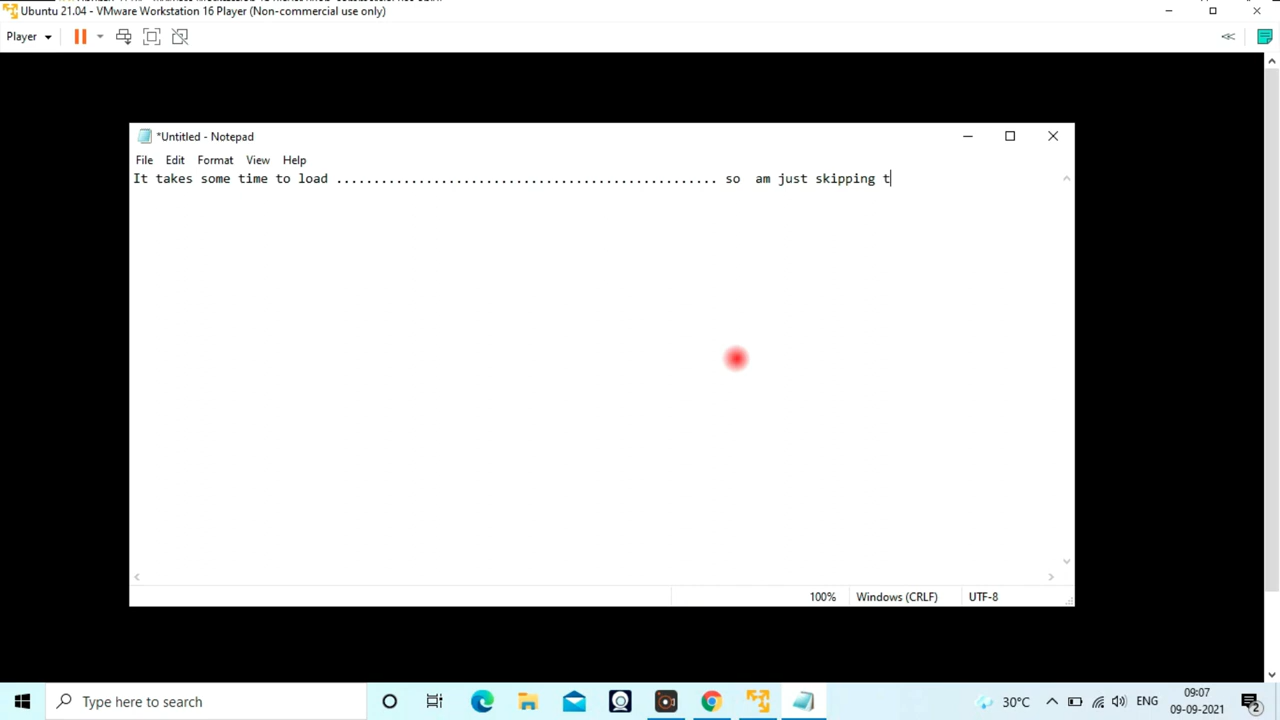 Ubuntu 21.04 - VMware Workstation 16 Player (Non-commercial use only)
Player
*Untitled - Notepad
File Edit Format View Help
It takes some time to load ................................................... so  am just skipping t
100% Windows (CRLF) UTF-8
Type here to search
30°C ENG
09:07
09-09-2021
2